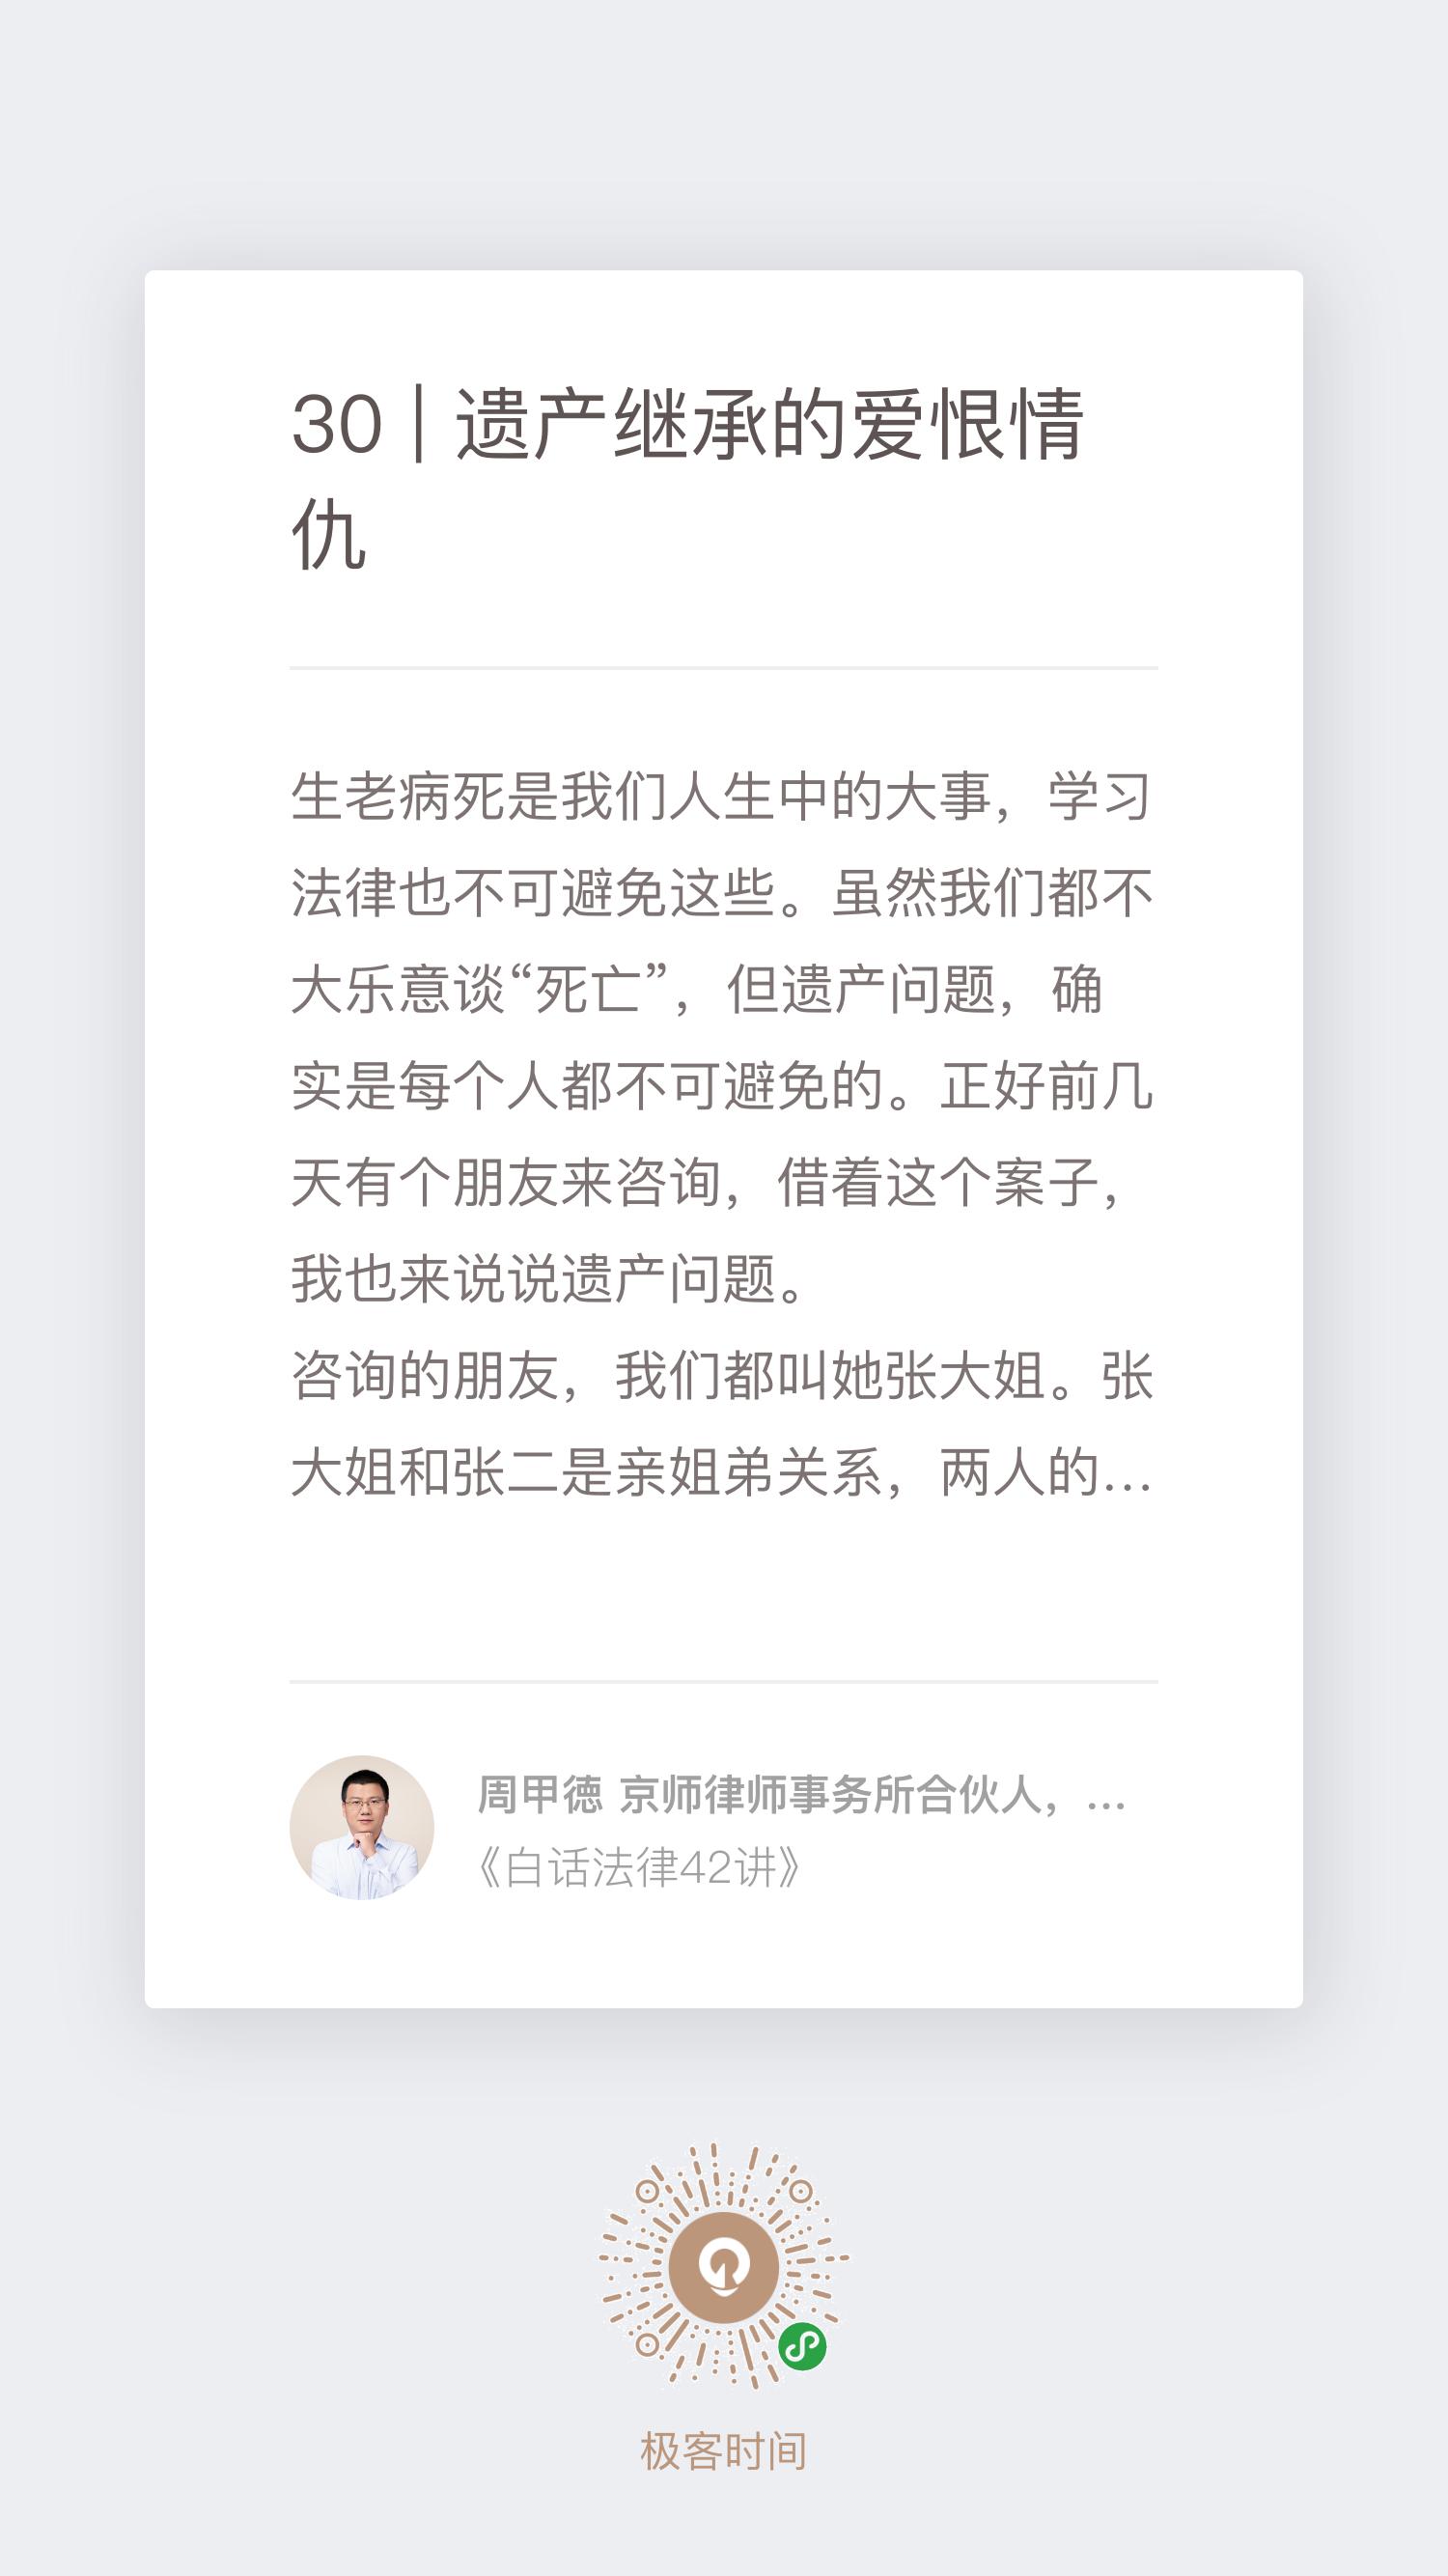 30 | 遗产继承的爱恨情
仇
生老病死是我们人生中的大事，学习
法律也不可避免这些。虽然我们都不
大乐意谈“死亡”，但遗产问题，确
实是每个人都不可避免的。正好前几
天有个朋友来咨询，借着这个案子，
我也来说说遗产问题。
咨询的朋友，我们都叫她张大姐。张
大姐和张二是亲姐弟关系，两人的...
周甲徳 京师律师事务所合伙人，...
《白话法律42讲》
极客时间